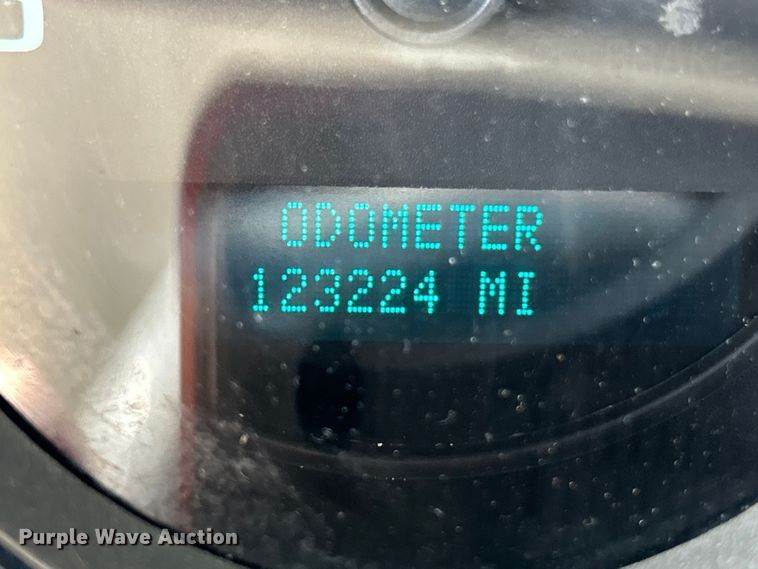 ODOMETER
123224 MI
Purple Wave Auction